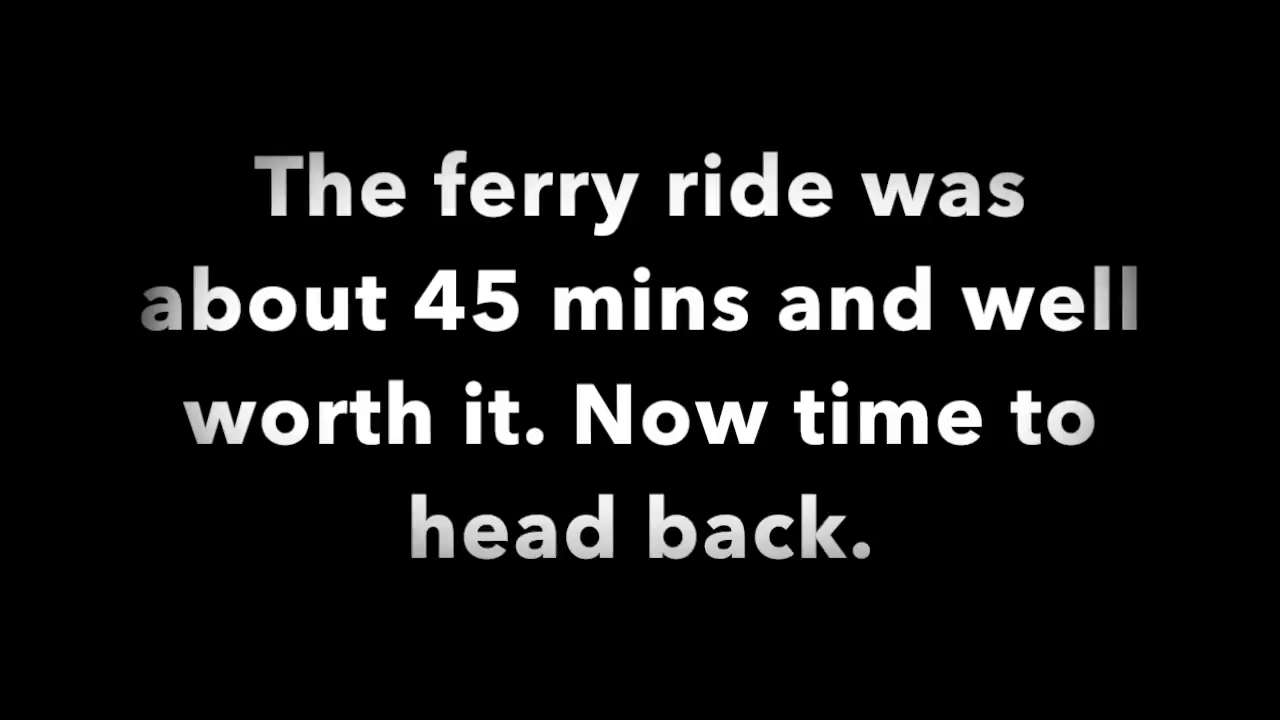 The ferry ride was
about 45 mins and well
worth it. Now time to
head back.